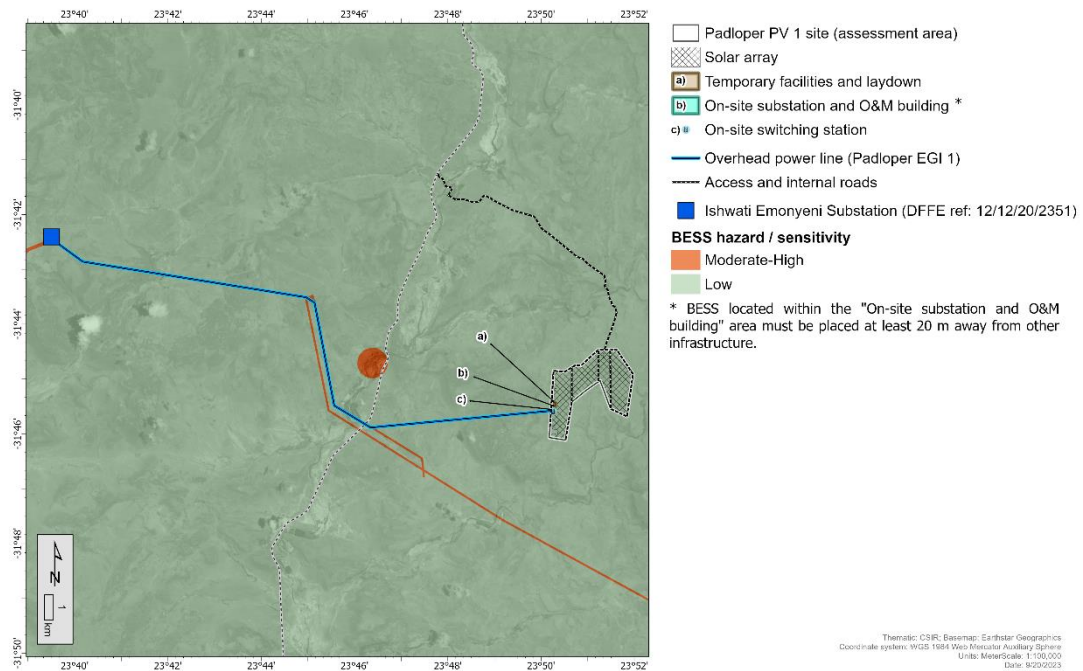 23°40' 23°42' 23°44' 23°46' 23°48' 23°50' 23°52'
-31°40'
-31°42'
-31°44'
-31°46'
-31°48'
-31°50'
a)
b)
c)
N
1
km
23°40' 23°42' 23°44' 23°46' 23°48' 23°50' 23°52'
Padloper PV 1 site (assessment area)
Solar array
a) Temporary facilities and laydown
b) On-site substation and O&M building *
c) On-site switching station
Overhead power line (Padloper EGI 1)
Access and internal roads
Ishwati Emonyeni Substation (DFFE ref: 12/12/20/2351)
BESS hazard / sensitivity
Moderate-High
Low
* BESS located within the "On-site substation and O&M
building" area must be placed at least 20 m away from other
infrastructure.
Thematic: CSIR; Basemap: Earthstar Geographics
Coordinate system: WGS 1984 Web Mercator Auxiliary Sphere
Units: MeterScale: 1:100,000
Date: 9/20/2023